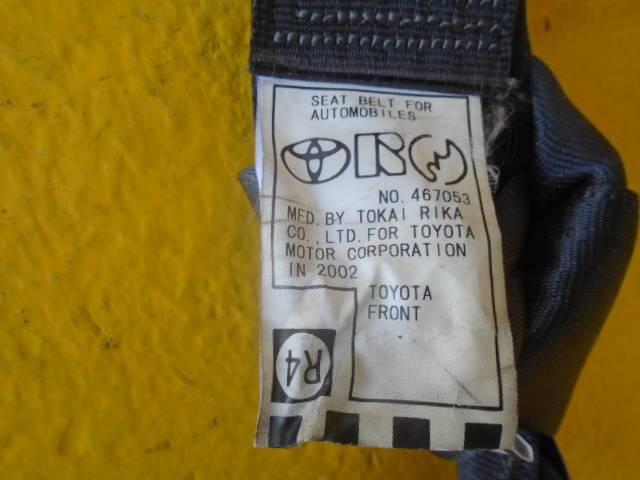 SEAT BELT FOR
AUTOMOBILES
NO. 467053
MFD. BY TOKAI RIKA
CO., LTD. FOR TOYOTA
MOTOR CORPORATION
IN 2002
TOYOTA
FRONT
R4